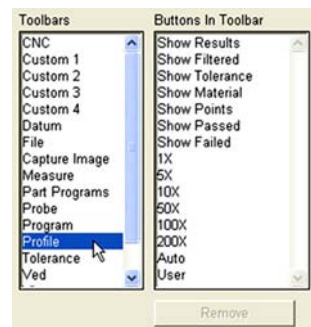 Toolbars
CNC
Custom 1
Custom 2
Custom 3
Custom 4
Datum
File
Capture Image
Measure
Part Programs
Probe
Program
Profile
Tolerance
Ved
Buttons In Toolbar
Show Results
Show Filtered
Show Tolerance
Show Material
Show Points
Show Passed
Show Failed
1X
5X
10X
50X
100X
200X
Auto
User
Remove